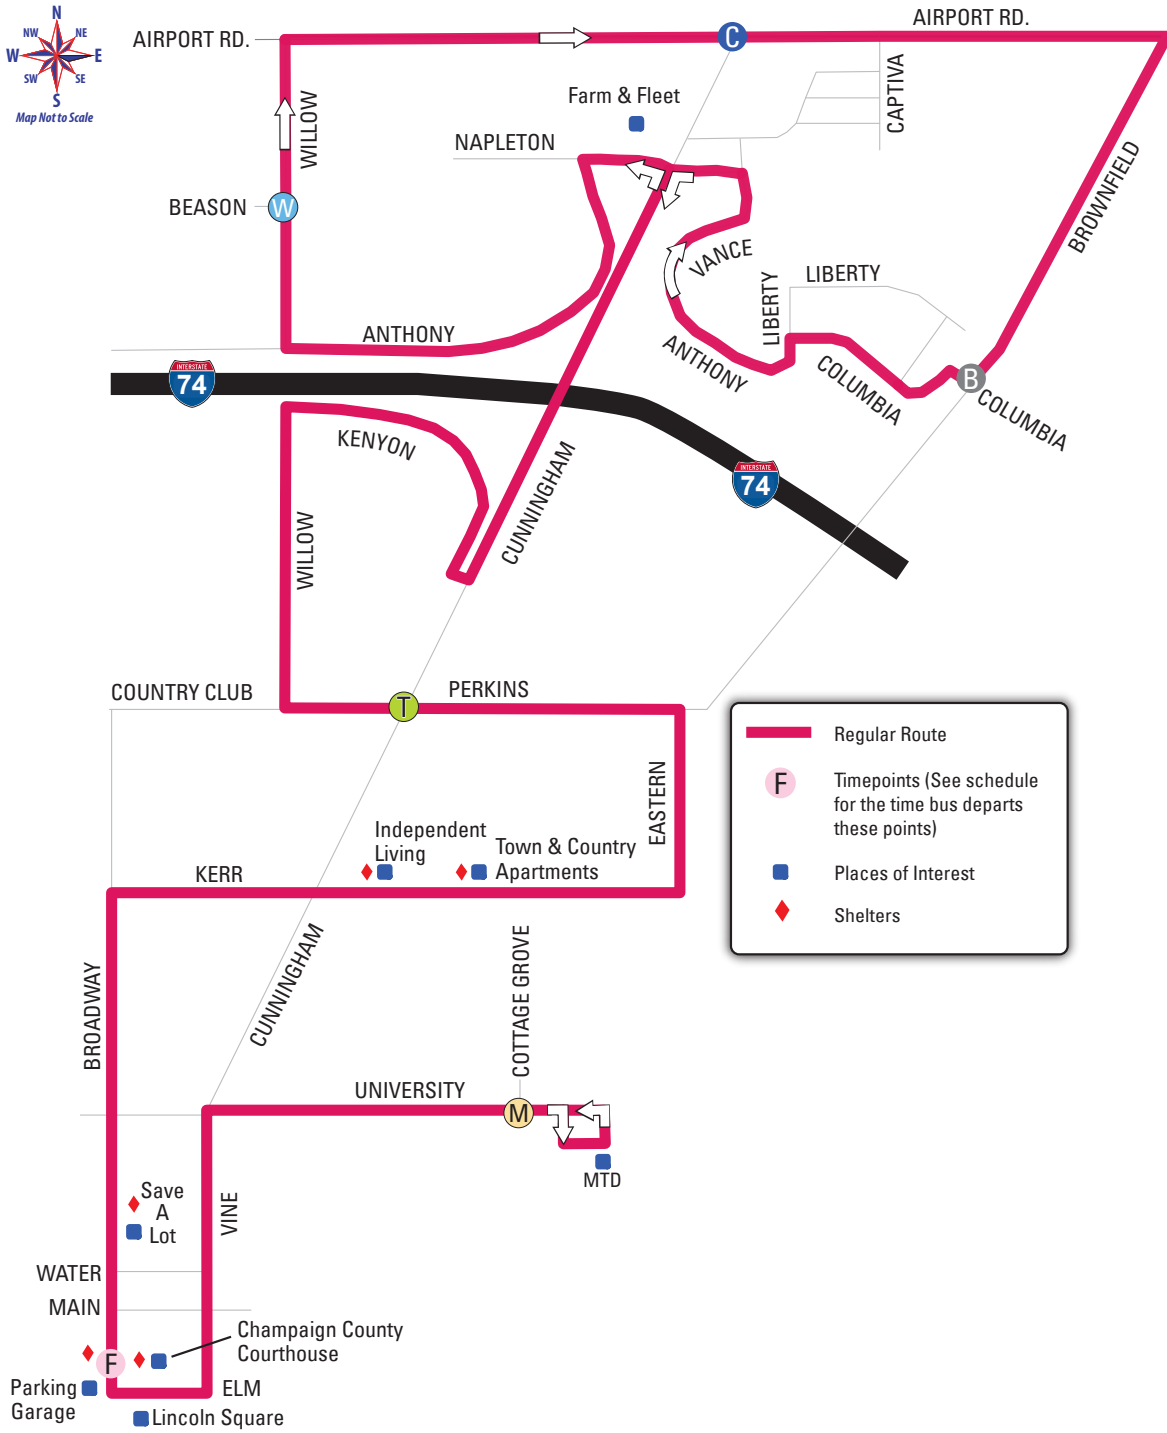 N
NW
NE
W
E
SW
SE
S
Map Not to Scale
AIRPORT RD.
AIRPORT RD.
C
Farm & Fleet
CAPTIVA
WILLOW
NAPLETON
BROWNFIELD
BEASON
W
VANCE
LIBERTY
LIBERTY
ANTHONY
ANTHONY
COLUMBIA
B
COLUMBIA
INTERSTATE
74
KENYON
CUNNINGHAM
INTERSTATE
74
WILLOW
COUNTRY CLUB
T
PERKINS
EASTERN
Regular Route
F
Timepoints (See schedule
for the time bus departs
these points)
Places of Interest
Shelters
Independent
Living
Town & Country
Apartments
KERR
BROADWAY
CUNNINGHAM
COTTAGE GROVE
UNIVERSITY
M
MTD
Save
A
Lot
VINE
WATER
MAIN
Champaign County
Courthouse
F
Parking
Garage
ELM
Lincoln Square